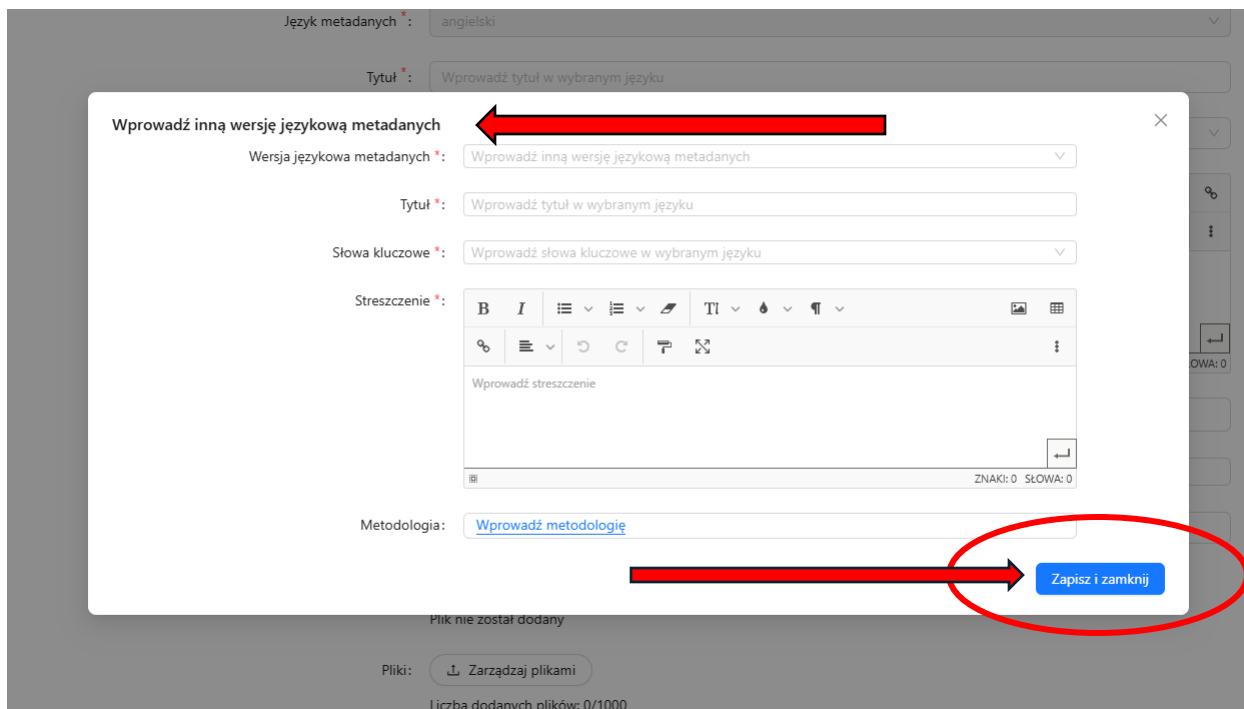 Język metadanych *:
angielski
Tytuł *:
Wprowadź tytuł w wybranym języku
Wprowadź inną wersję językową metadanych
Wersja językowa metadanych *:
Wprowadź inną wersję językową metadanych
Tytuł *:
Wprowadź tytuł w wybranym języku
Słowa kluczowe *:
Wprowadź słowa kluczowe w wybranym języku
Streszczenie *:
B I TI ¶
Wprowadź streszczenie
ZNAKI: 0 SŁOWA: 0
OWA: 0
Metodologia:
Wprowadź metodologię
Zapisz i zamknij
Plik nie został dodany
Pliki:
Zarządzaj plikami
Liczba dodanych plików: 0/1000